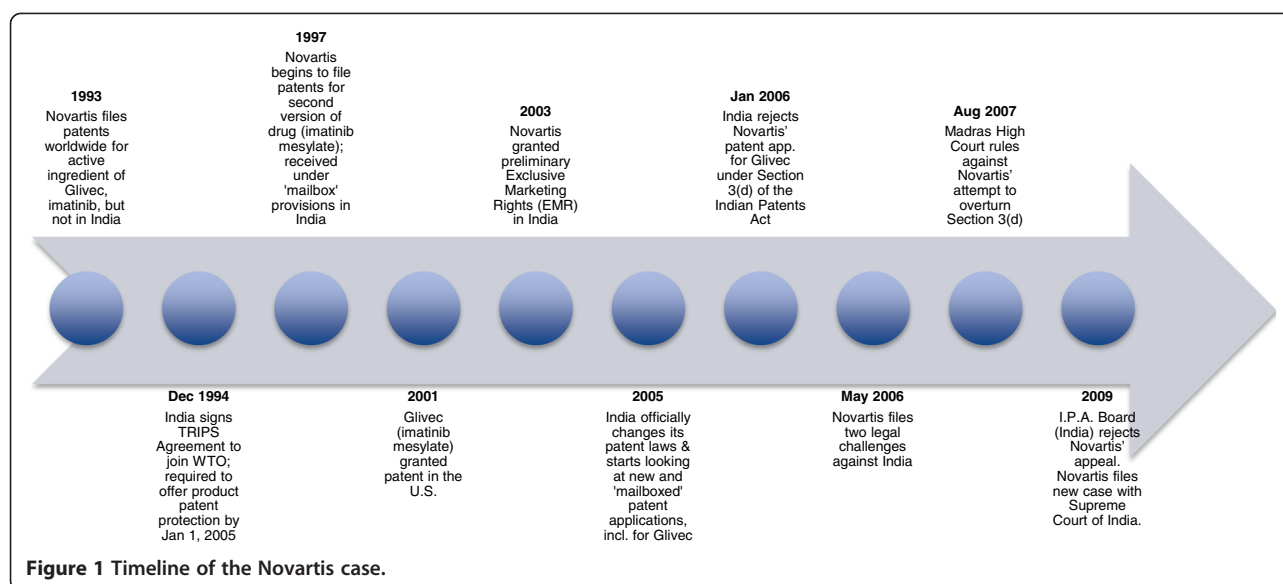 1993
Novartis files
patents
worldwide for
active
ingredient of
Glivec,
imatinib, but
not in India
Dec 1994
India signs
TRIPS
Agreement to
join WTO;
required to
offer product
patent
protection by
Jan 1, 2005
1997
Novartis
begins to file
patents for
second
version of
drug (imatinib
mesylate);
received
under
'mailbox'
provisions in
India
2001
Glivec
(imatinib
mesylate)
granted
patent in the
U.S.
2003
Novartis
granted
preliminary
Exclusive
Marketing
Rights (EMR)
in India
2005
India officially
changes its
patent laws &
starts looking
at new and
'mailboxed'
patent
applications,
incl. for Glivec
Jan 2006
India rejects
Novartis'
patent app.
for Glivec
under Section
3(d) of the
Indian Patents
Act
May 2006
Novartis files
two legal
challenges
against India
Aug 2007
Madras High
Court rules
against
Novartis'
attempt to
overturn
Section 3(d)
2009
I.P.A. Board
(India) rejects
Novartis'
appeal.
Novartis files
new case with
Supreme
Court of India.
Figure 1 Timeline of the Novartis case.